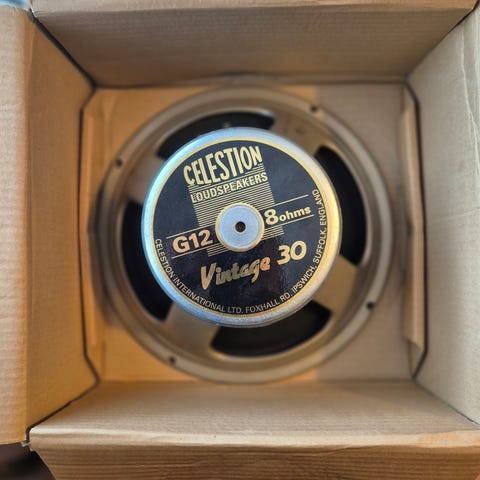 CELESTION
LOUDSPEAKERS
G12 8ohms
Vintage 30
CELESTION INTERNATIONAL LTD. FOXHALL RD. IPSWICH, SUFFOLK, ENGLAND